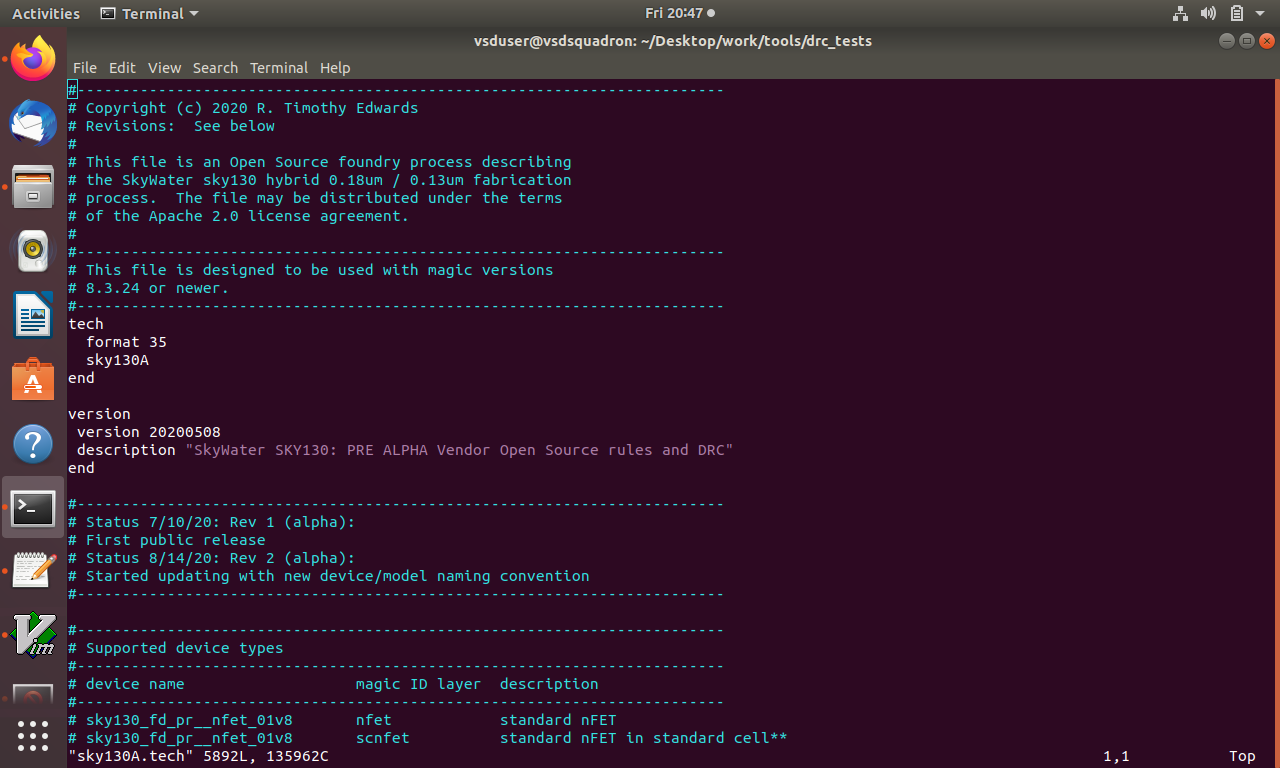 Activities Terminal Fri 20:47
vsduser@vsdsquadron: ~/Desktop/work/tools/drc_tests
File Edit View Search Terminal Help
#------------------------------------------------------------------------
# Copyright (c) 2020 R. Timothy Edwards
# Revisions:  See below
#
# This file is an Open Source foundry process describing
# the SkyWater sky130 hybrid 0.18um / 0.13um fabrication
# process.  The file may be distributed under the terms
# of the Apache 2.0 license agreement.
#
#------------------------------------------------------------------------
# This file is designed to be used with magic versions
# 8.3.24 or newer.
#------------------------------------------------------------------------
tech
  format 35
  sky130A
end

version
 version 20200508
 description "SkyWater SKY130: PRE ALPHA Vendor Open Source rules and DRC"
end

#------------------------------------------------------------------------
# Status 7/10/20: Rev 1 (alpha):
# First public release
# Status 8/14/20: Rev 2 (alpha):
# Started updating with new device/model naming convention
#------------------------------------------------------------------------

#------------------------------------------------------------------------
# Supported device types
#------------------------------------------------------------------------
# device name                   magic ID layer  description
#------------------------------------------------------------------------
# sky130_fd_pr__nfet_01v8       nfet            standard nFET
# sky130_fd_pr__nfet_01v8       scnfet          standard nFET in standard cell**
"sky130A.tech" 5892L, 135962C 1,1 Top
Vim